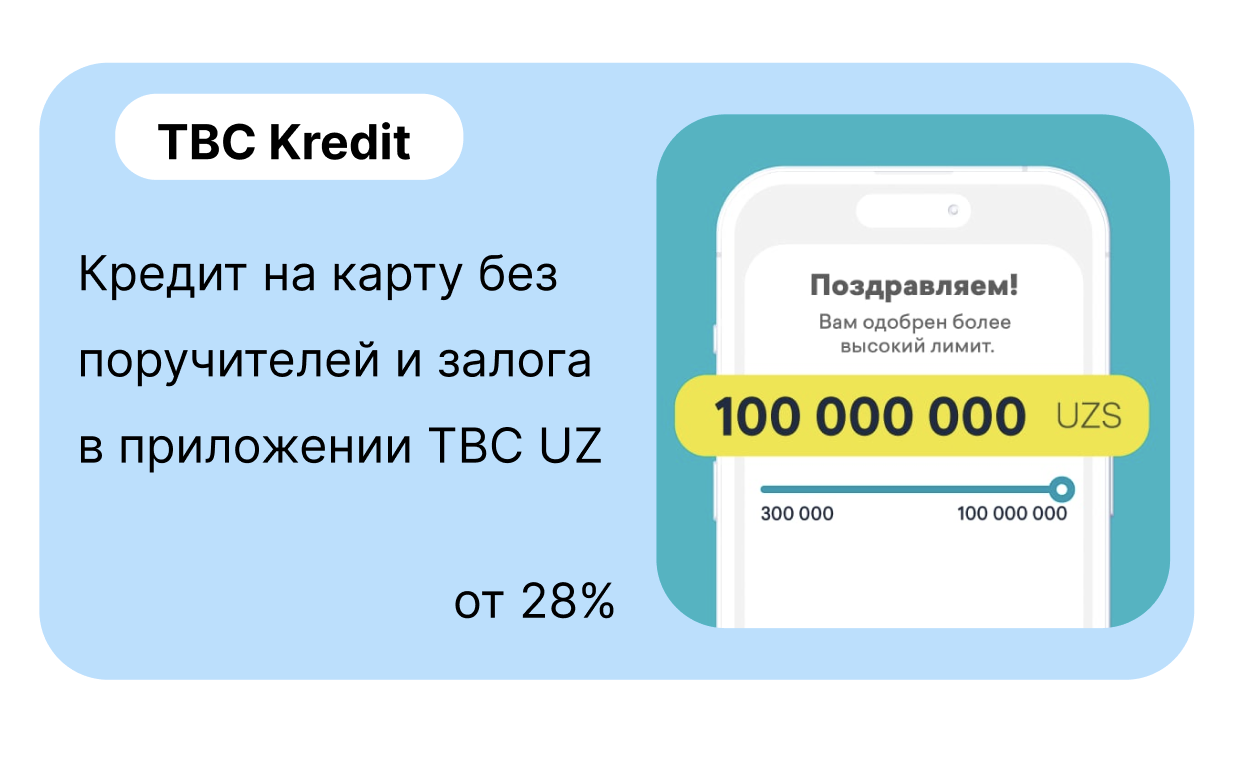 TBC Kredit
Кредит на карту без
поручителей и залога
в приложении TBC UZ
от 28%
Поздравляем!
Вам одобрен более
высокий лимит.
100 000 000 UZS
300 000 100 000 000